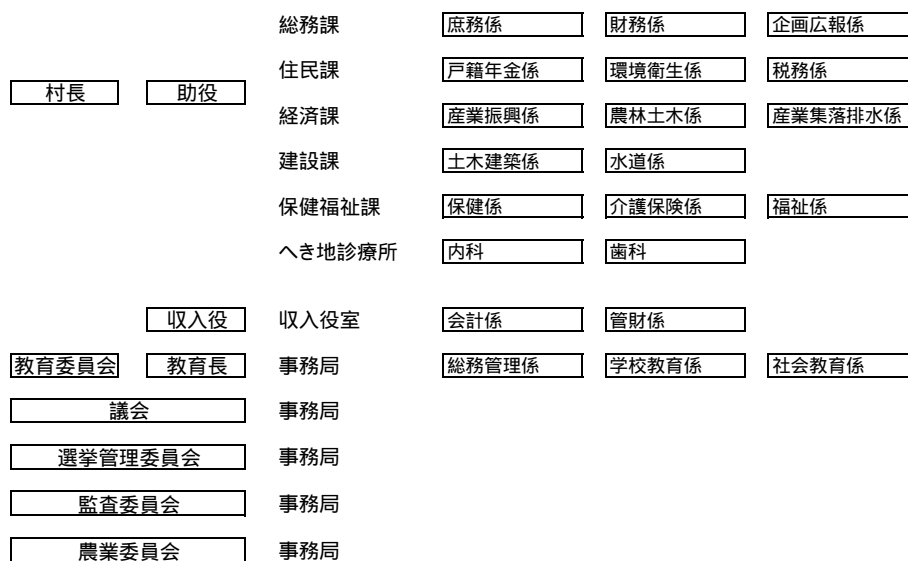 総務課 庶務係 財務係 企画広報係
住民課 戸籍年金係 環境衛生係 税務係
村長 助役
経済課 産業振興係 農林土木係 産業集落排水係
建設課 土木建築係 水道係
保健福祉課 保健係 介護保険係 福祉係
へき地診療所 内科 歯科
収入役 収入役室 会計係 管財係
教育委員会 教育長 事務局 総務管理係 学校教育係 社会教育係
議会 事務局
選挙管理委員会 事務局
監査委員会 事務局
農業委員会 事務局